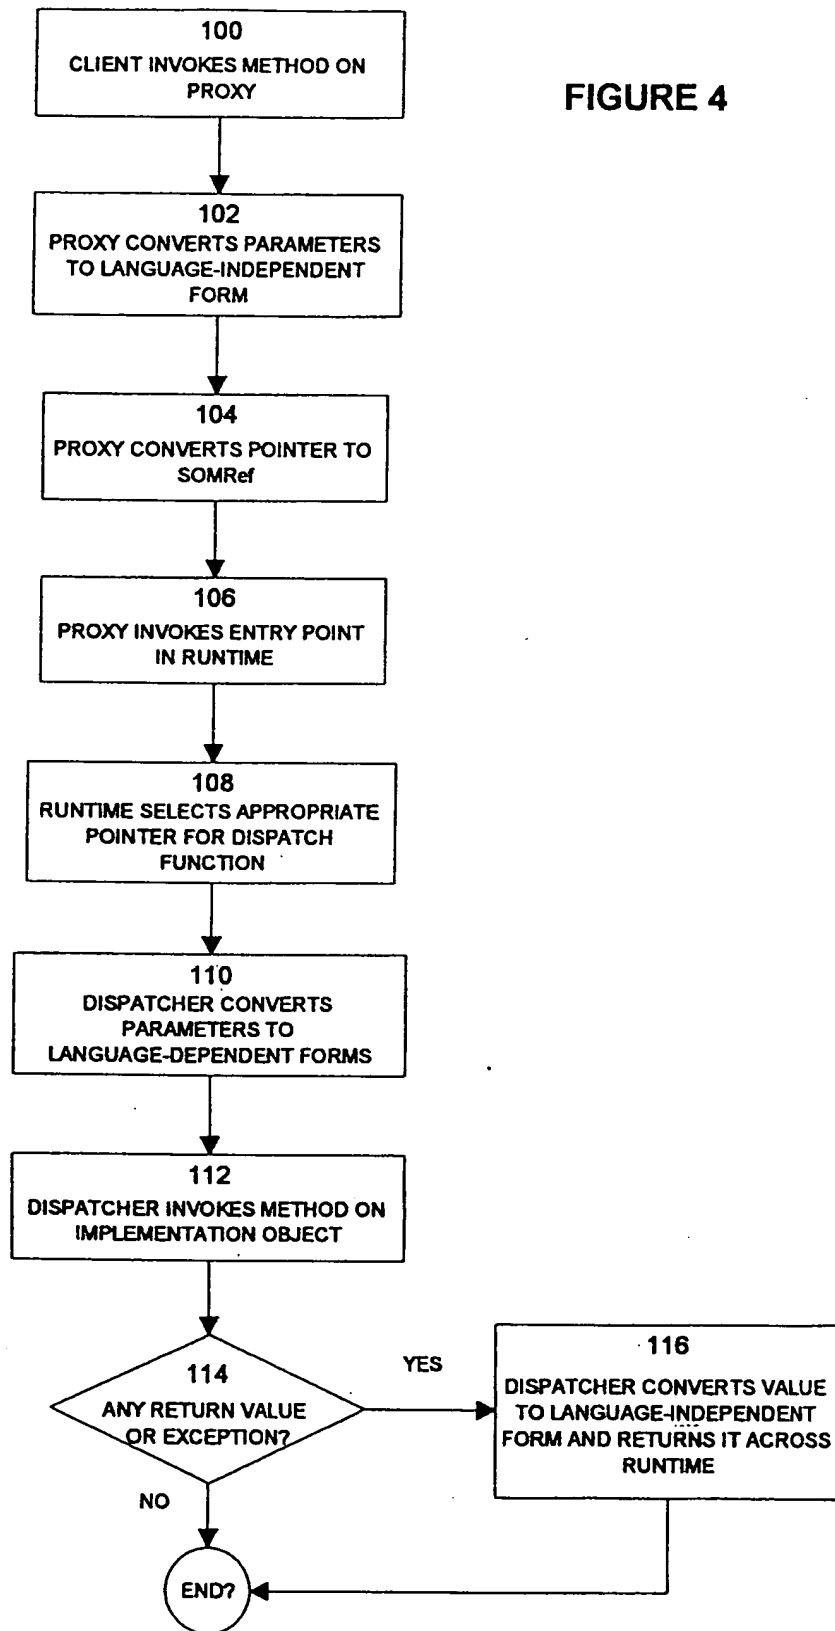 100
CLIENT INVOKES METHOD ON
PROXY
FIGURE 4
102
PROXY CONVERTS PARAMETERS
TO LANGUAGE-INDEPENDENT
FORM
104
PROXY CONVERTS POINTER TO
SOMRef
106
PROXY INVOKES ENTRY POINT
IN RUNTIME
108
RUNTIME SELECTS APPROPRIATE
POINTER FOR DISPATCH
FUNCTION
110
DISPATCHER CONVERTS
PARAMETERS TO
LANGUAGE-DEPENDENT FORMS
112
DISPATCHER INVOKES METHOD ON
IMPLEMENTATION OBJECT
114
ANY RETURN VALUE
OR EXCEPTION?
YES
116
DISPATCHER CONVERTS VALUE
TO LANGUAGE-INDEPENDENT
FORM AND RETURNS IT ACROSS
RUNTIME
NO
END?